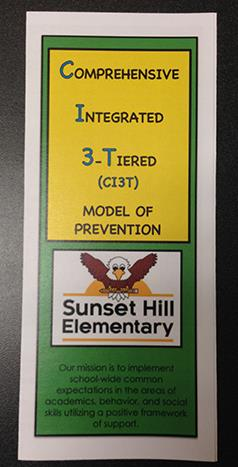 COMPREHENSIVE
INTEGRATED
3-TIERED
(CI3T)
MODEL OF
PREVENTION
Sunset Hill
Elementary
Our mission is to implement
school-wide common
expectations in the areas of
academics, behavior, and social
skills utilizing a positive framework
of support.